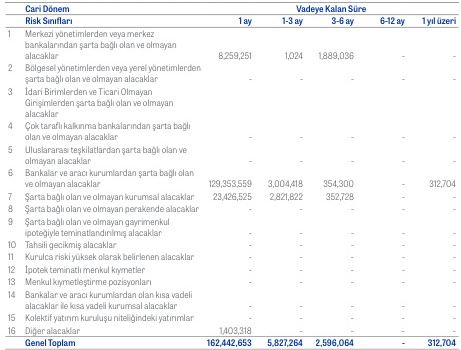 Cari Dönem Vadeye Kalan Süre
Risk Sınıfları 1 ay 1-3 ay 3-6 ay 6-12 ay 1 yıl üzeri
1 Merkezi yönetimlerden veya merkez
bankalarından şarta bağlı olan ve olmayan
alacaklar 8,259,251 1,024 1,889,036 - -
2 Bölgesel yönetimlerden veya yerel yönetimlerden
şarta bağlı olan ve olmayan alacaklar - - - - -
3 İdari Birimlerden ve Ticari Olmayan
Girişimlerden şarta bağlı olan ve olmayan
alacaklar - - - - -
4 Çok taraflı kalkınma bankalarından şarta bağlı
olan ve olmayan alacaklar - - - - -
5 Uluslararası teşkilatlardan şarta bağlı olan ve
olmayan alacaklar - - - - -
6 Bankalar ve aracı kurumlardan şarta bağlı olan
ve olmayan alacaklar 129,353,559 3,004,418 354,300 - 312,704
7 Şarta bağlı olan ve olmayan kurumsal alacaklar 23,426,525 2,821,822 352,728 - -
8 Şarta bağlı olan ve olmayan perakende alacaklar - - - - -
9 Şarta bağlı olan ve olmayan gayrimenkul
ipoteğiyle teminatlandırılmış alacaklar - - - - -
10 Tahsili gecikmiş alacaklar - - - - -
11 Kurulca riski yüksek olarak belirlenen alacaklar - - - - -
12 İpotek teminatlı menkul kıymetler - - - - -
13 Menkul kıymetleştirme pozisyonları - - - - -
14 Bankalar ve aracı kurumlardan olan kısa vadeli
alacaklar ile kısa vadeli kurumsal alacaklar - - - - -
15 Kolektif yatırım kuruluşu niteliğindeki yatırımlar - - - - -
16 Diğer alacaklar 1,403,318 - - - -
Genel Toplam 162,442,653 5,827,264 2,596,064 - 312,704